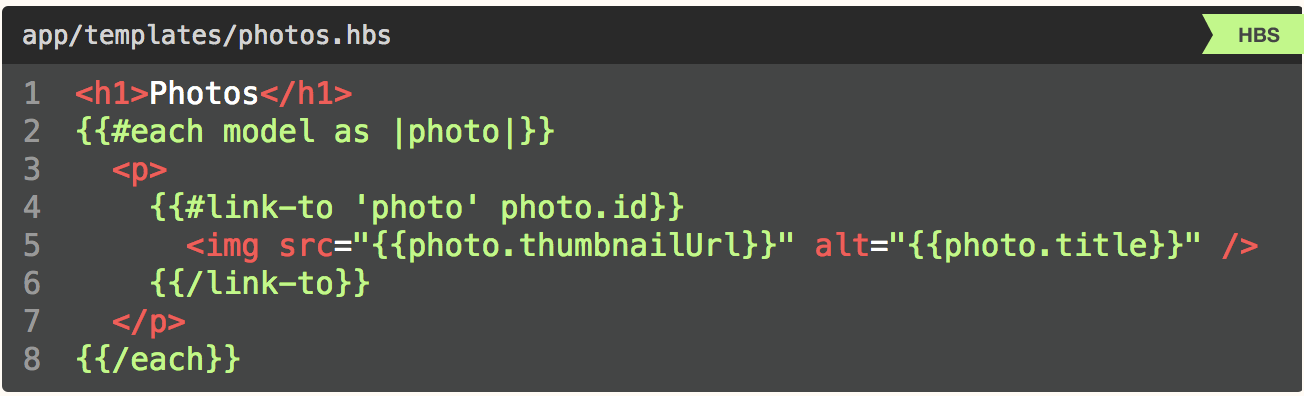 app/templates/photos.hbs
HBS
1 <h1>Photos</h1>
2 {{#each model as |photo|}}
3   <p>
4     {{#link-to 'photo' photo.id}}
5       <img src="{{photo.thumbnailUrl}}" alt="{{photo.title}}" />
6     {{/link-to}}
7   </p>
8 {{/each}}